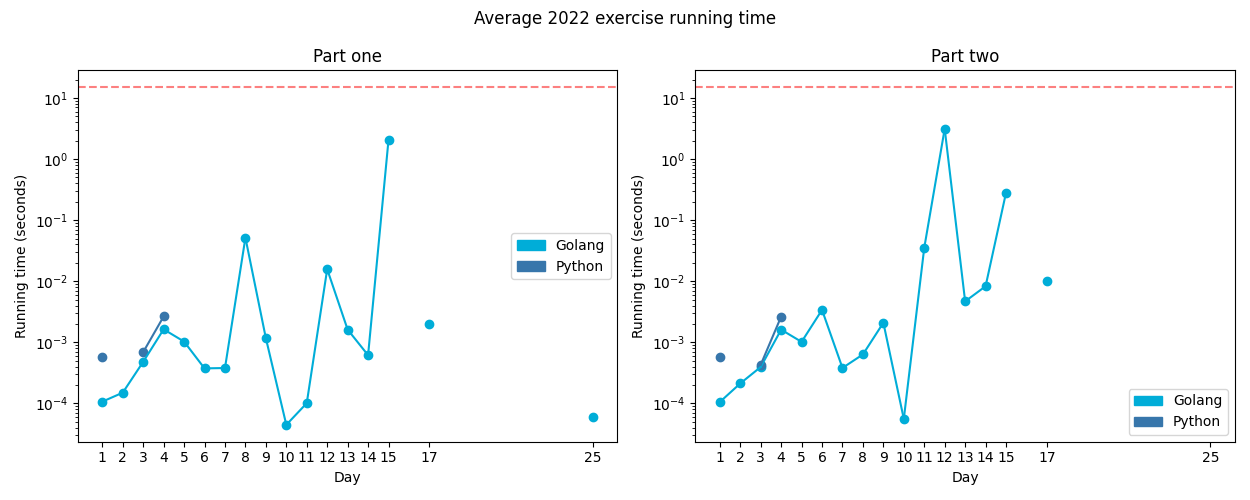 Average 2022 exercise running time
Part one
Running time (seconds)
10¹
10⁰
10⁻¹
10⁻²
10⁻³
10⁻⁴
Golang
Python
1 2 3 4 5 6 7 8 9 10 11 12 13 14 15 17 25
Day
Part two
Running time (seconds)
10¹
10⁰
10⁻¹
10⁻²
10⁻³
10⁻⁴
Golang
Python
1 2 3 4 5 6 7 8 9 10 11 12 13 14 15 17 25
Day